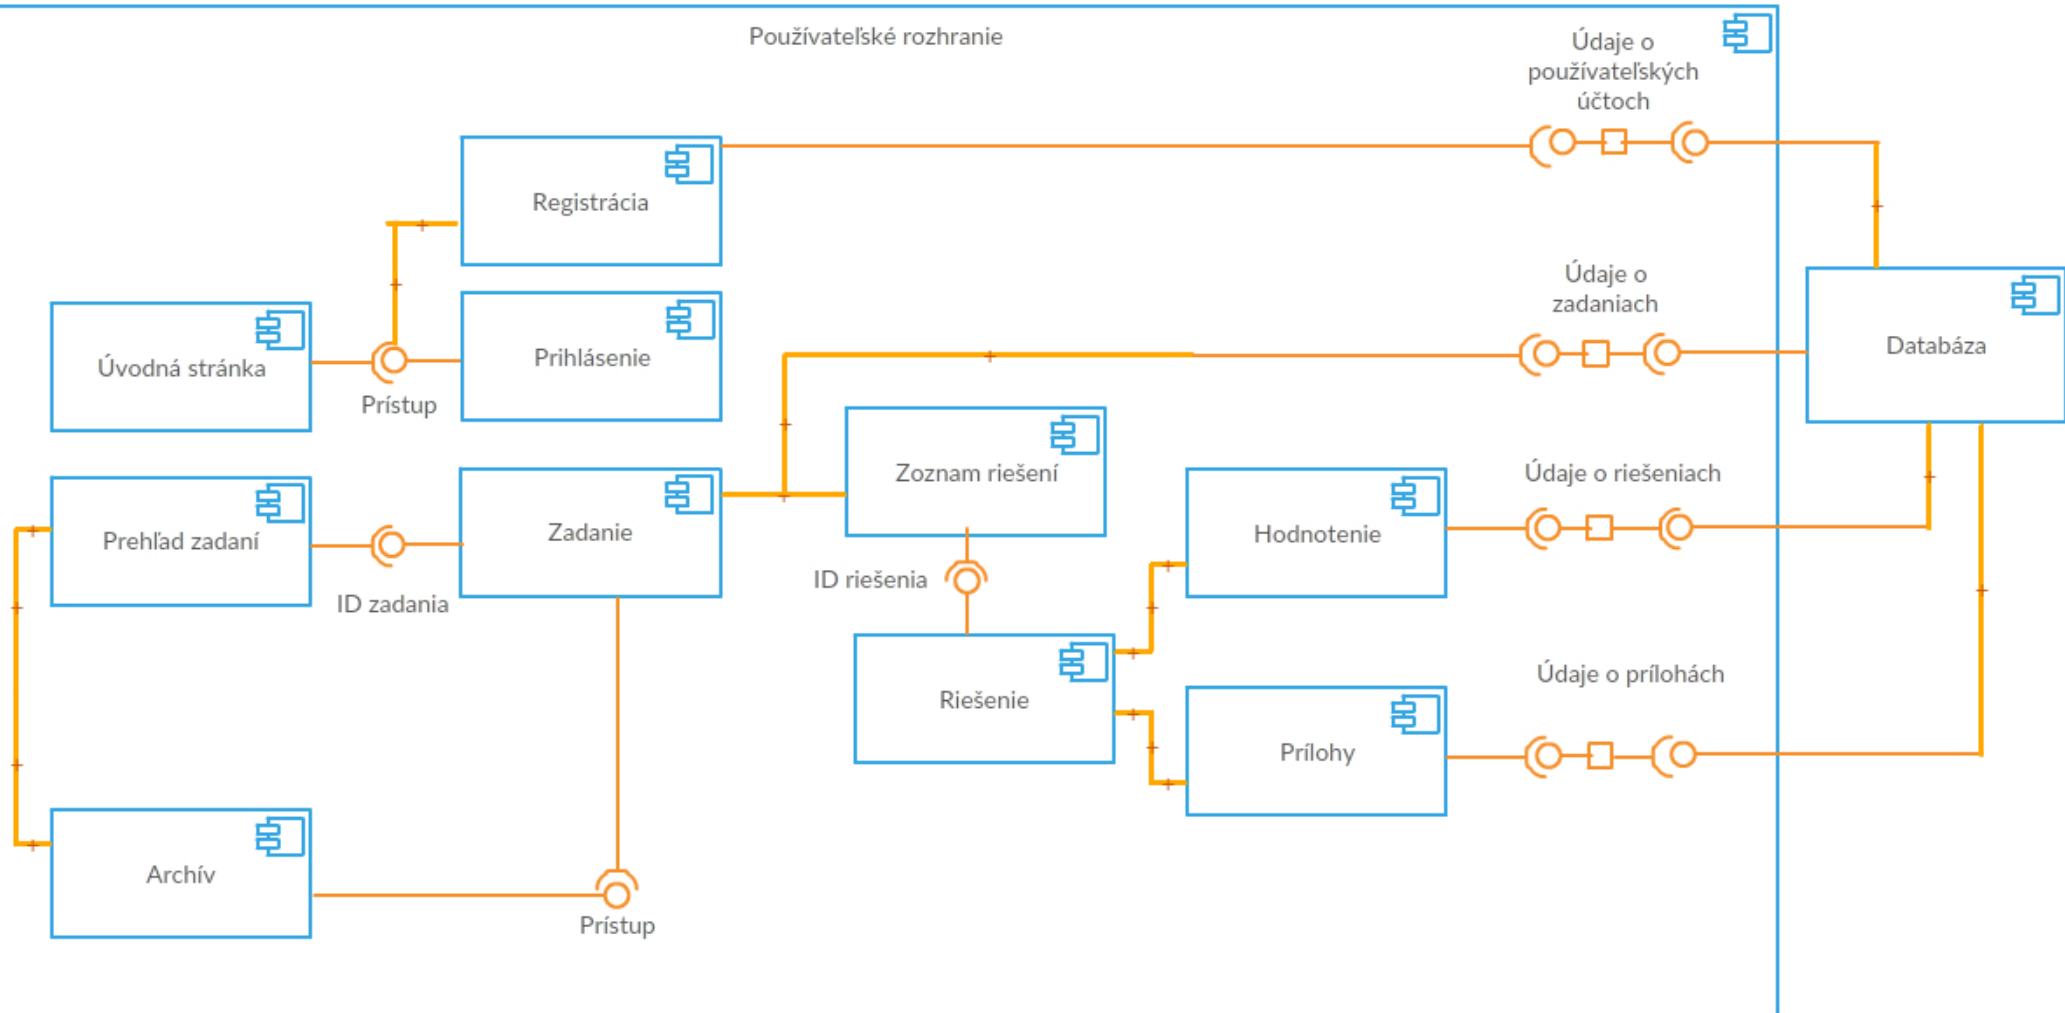 Používateľské rozhranie
Údaje o
používateľských
účtoch
Registrácia
Úvodná stránka
Prihlásenie
Prístup
Údaje o
zadaniach
Databáza
Prehľad zadaní
ID zadania
Zadanie
Zoznam riešení
ID riešenia
Hodnotenie
Údaje o riešeniach
Riešenie
Prílohy
Údaje o prílohách
Archív
Prístup